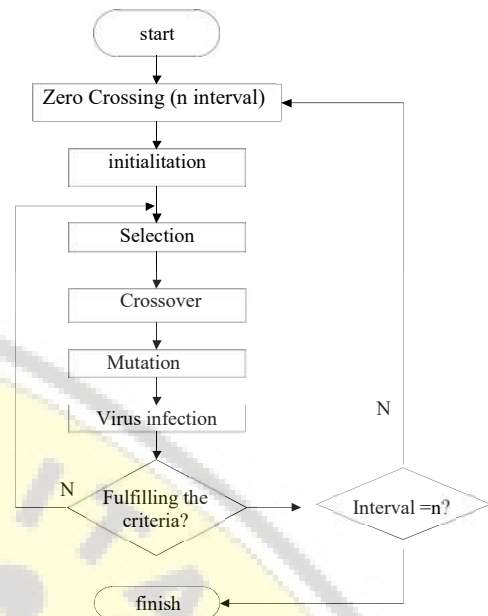 start
Zero Crossing (n interval)
initialitation
Selection
Crossover
Mutation
Virus infection
N
Fulfilling the
criteria?
N
Interval =n?
finish